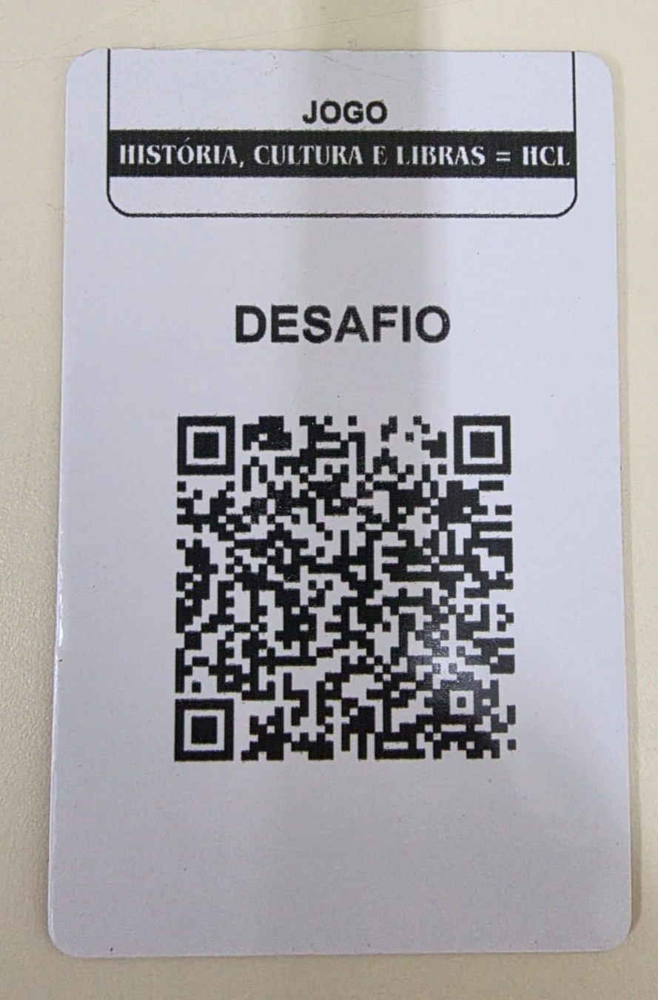 JOGO
HISTÓRIA, CULTURA E LIBRAS = HCL
DESAFIO